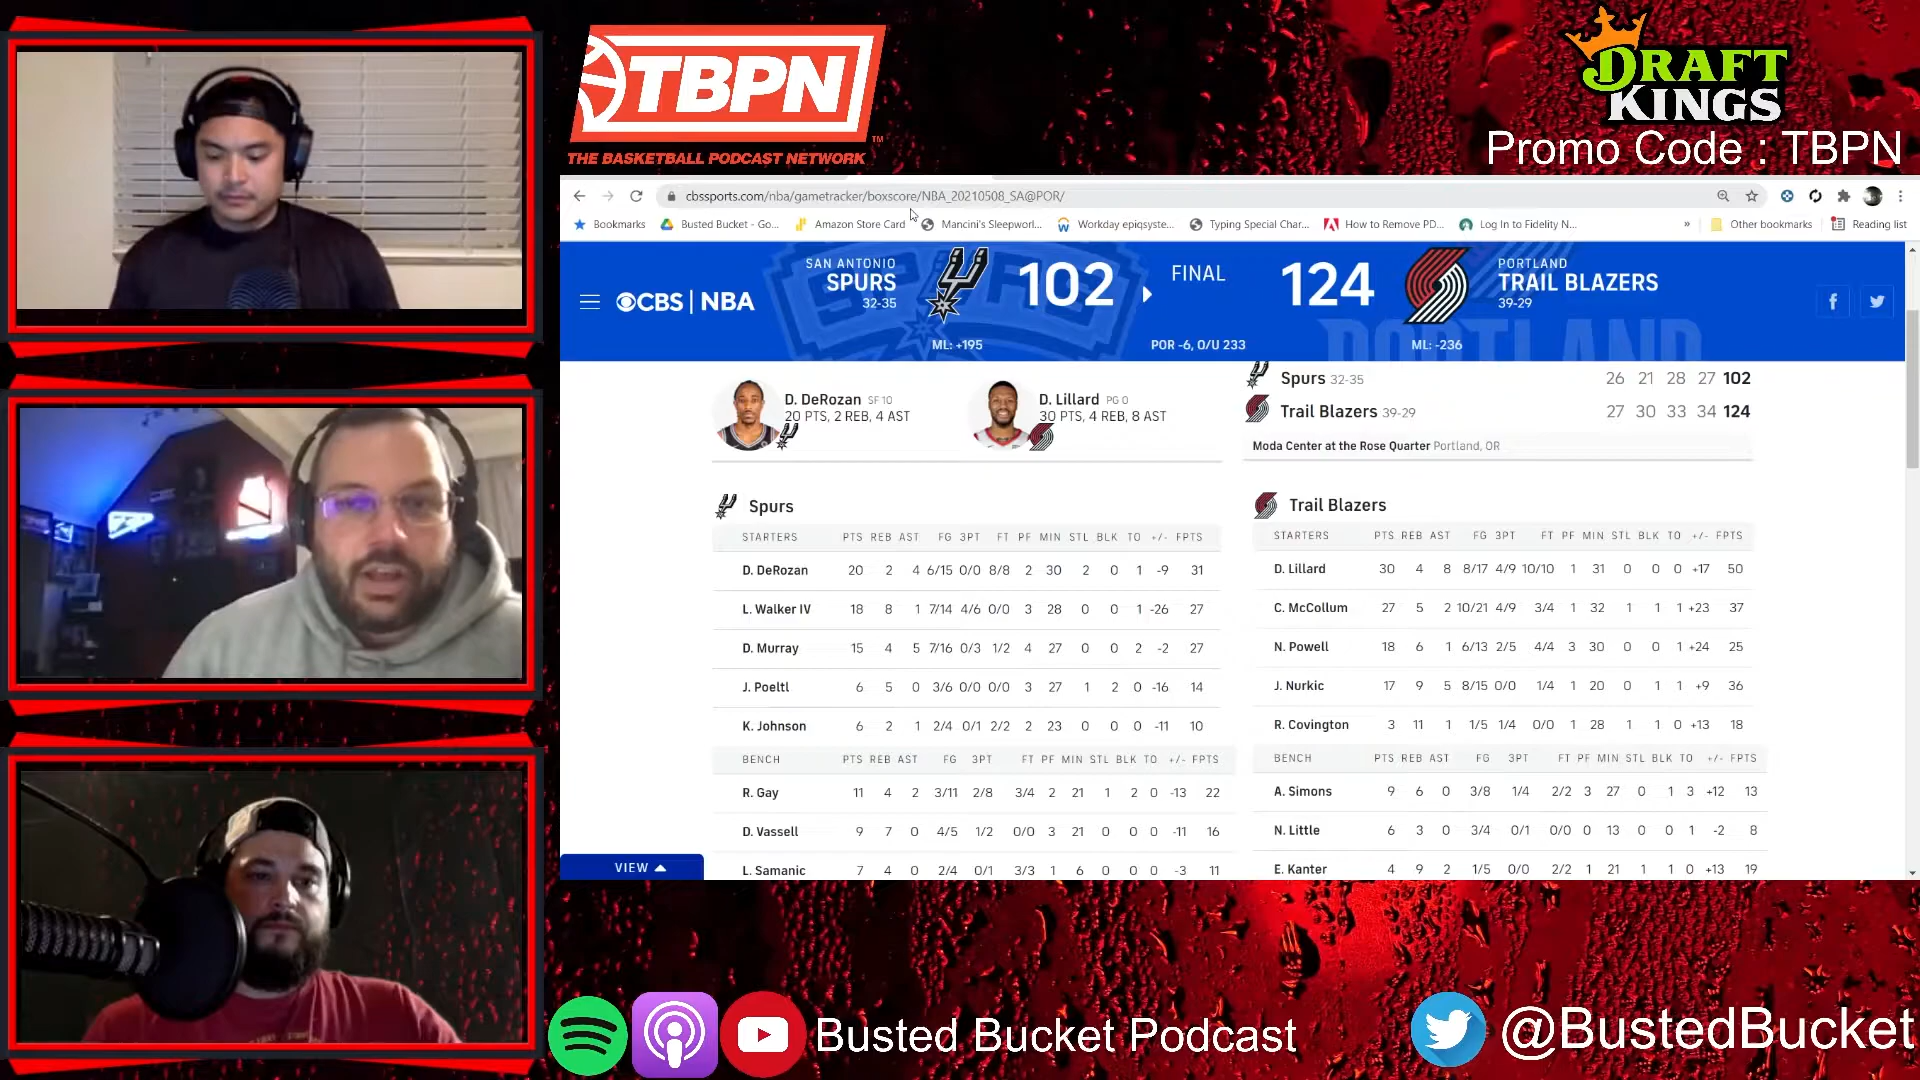 TBPN
TM
THE BASKETBALL PODCAST NETWORK
DRAFT
KINGS
Promo Code : TBPN
cbssports.com/nba/gametracker/boxscore/NBA_20210508_SA@POR/
Bookmarks Busted Bucket - Go... Amazon Store Card Mancini's Sleepworl... Workday epiqsyste... Typing Special Char... How to Remove PD... Log In to Fidelity N... » Other bookmarks Reading list
CBS | NBA
SAN ANTONIO
SPURS
32-35
102
FINAL
124
PORTLAND
TRAIL BLAZERS
39-29
ML: +195
POR -6, O/U 233
ML: -236
PORTLAND
D. DeRozan SF 10
20 PTS, 2 REB, 4 AST
D. Lillard PG 0
30 PTS, 4 REB, 8 AST
Spurs 32-35 26 21 28 27 102
Trail Blazers 39-29 27 30 33 34 124
Moda Center at the Rose Quarter Portland, OR
Spurs
STARTERS PTS REB AST FG 3PT FT PF MIN STL BLK TO +/- FPTS
D. DeRozan 20 2 4 6/15 0/0 8/8 2 30 2 0 1 -9 31
L. Walker IV 18 8 1 7/14 4/6 0/0 3 28 0 0 1 -26 27
D. Murray 15 4 5 7/16 0/3 1/2 4 27 0 0 2 -2 27
J. Poeltl 6 5 0 3/6 0/0 0/0 3 27 1 2 0 -16 14
K. Johnson 6 2 1 2/4 0/1 2/2 2 23 0 0 0 -11 10
BENCH PTS REB AST FG 3PT FT PF MIN STL BLK TO +/- FPTS
R. Gay 11 4 2 3/11 2/8 3/4 2 21 1 2 0 -13 22
D. Vassell 9 7 0 4/5 1/2 0/0 3 21 0 0 0 -11 16
L. Samanic 7 4 0 2/4 0/1 3/3 1 6 0 0 0 -3 11
Trail Blazers
STARTERS PTS REB AST FG 3PT FT PF MIN STL BLK TO +/- FPTS
D. Lillard 30 4 8 8/17 4/9 10/10 1 31 0 0 0 +17 50
C. McCollum 27 5 2 10/21 4/9 3/4 1 32 1 1 1 +23 37
N. Powell 18 6 1 6/13 2/5 4/4 3 30 0 0 1 +24 25
J. Nurkic 17 9 5 8/15 0/0 1/4 1 20 0 1 1 +9 36
R. Covington 3 11 1 1/5 1/4 0/0 1 28 1 1 0 +13 18
BENCH PTS REB AST FG 3PT FT PF MIN STL BLK TO +/- FPTS
A. Simons 9 6 0 3/8 1/4 2/2 3 27 0 1 3 +12 13
N. Little 6 3 0 3/4 0/1 0/0 0 13 0 0 1 -2 8
E. Kanter 4 9 2 1/5 0/0 2/2 1 21 1 1 0 +13 19
VIEW
Busted Bucket Podcast
@BustedBucket